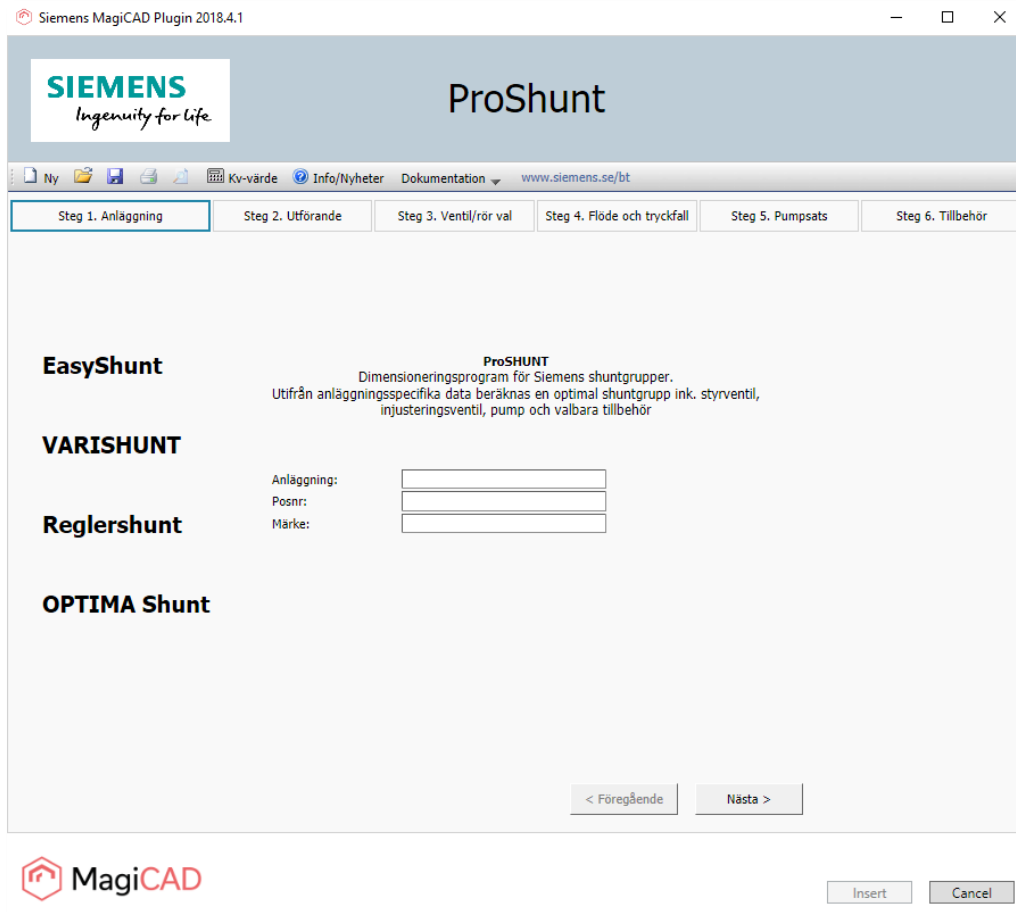 Siemens MagiCAD Plugin 2018.4.1
SIEMENS
Ingenuity for life
ProShunt
Ny Kv-värde Info/Nyheter Dokumentation www.siemens.se/bt
Steg 1. Anläggning Steg 2. Utförande Steg 3. Ventil/rör val Steg 4. Flöde och tryckfall Steg 5. Pumpsats Steg 6. Tillbehör
EasyShunt
VARISHUNT
Reglershunt
OPTIMA Shunt
ProSHUNT
Dimensioneringsprogram för Siemens shuntgrupper.
Utifrån anläggningsspecifika data beräknas en optimal shuntgrupp ink. styrventil,
injusteringsventil, pump och valbara tillbehör
Anläggning:
Posnr:
Märke:
< Föregående Nästa >
MagiCAD
Insert Cancel